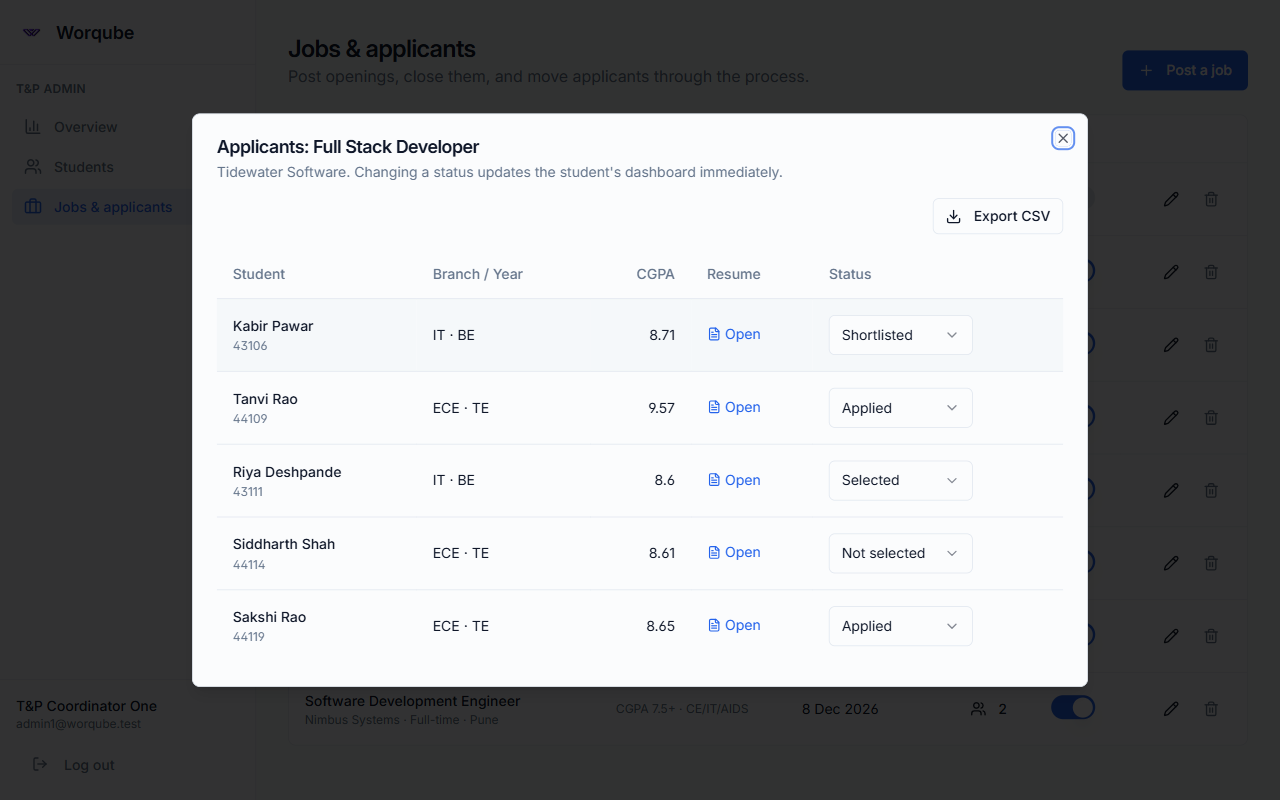 Worqube
T&P ADMIN
Overview
Students
Jobs & applicants
T&P Coordinator One
admin1@worqube.test
Log out
Jobs & applicants
Post openings, close them, and move applicants through the process.
Post a job
Applicants: Full Stack Developer
Tidewater Software. Changing a status updates the student's dashboard immediately.
Export CSV
Student Branch / Year CGPA Resume Status
Kabir Pawar
43106
IT · BE 8.71 Open Shortlisted
Tanvi Rao
44109
ECE · TE 9.57 Open Applied
Riya Deshpande
43111
IT · BE 8.6 Open Selected
Siddharth Shah
44114
ECE · TE 8.61 Open Not selected
Sakshi Rao
44119
ECE · TE 8.65 Open Applied
Software Development Engineer
Nimbus Systems · Full-time · Pune
CGPA 7.5+ · CE/IT/AIDS 8 Dec 2026 2